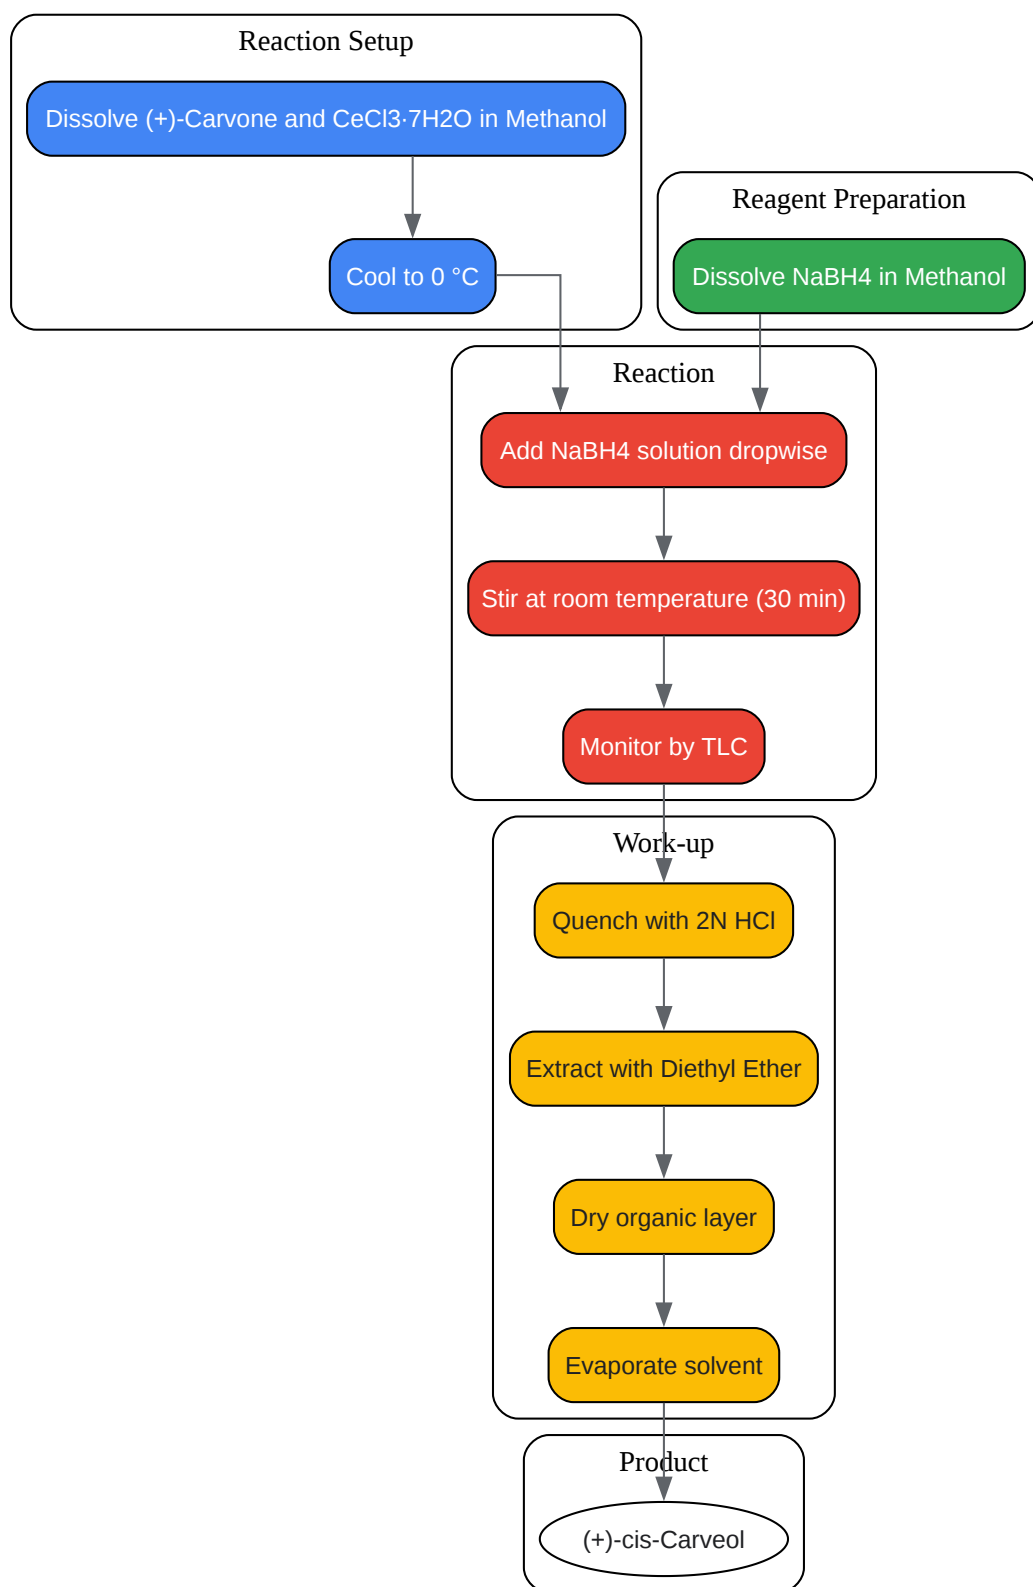 Reaction Setup
Dissolve (+)-Carvone and CeCl3·7H2O in Methanol
Cool to 0 °C
Reagent Preparation
Dissolve NaBH4 in Methanol
Reaction
Add NaBH4 solution dropwise
Stir at room temperature (30 min)
Monitor by TLC
Work-up
Quench with 2N HCl
Extract with Diethyl Ether
Dry organic layer
Evaporate solvent
Product
(+)-cis-Carveol